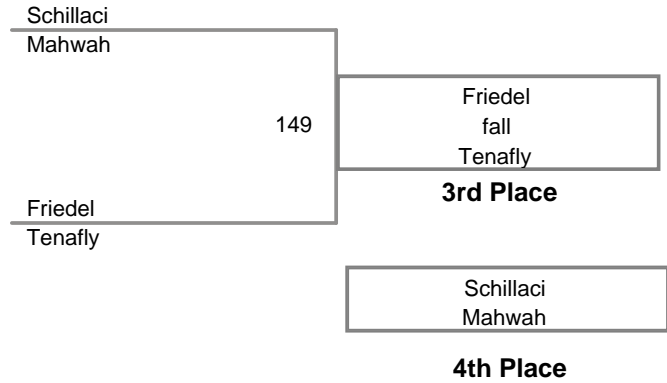 Schillaci
Mahwah
149
Friedel
fall
Tenafly
3rd Place
Friedel
Tenafly
Schillaci
Mahwah
4th Place